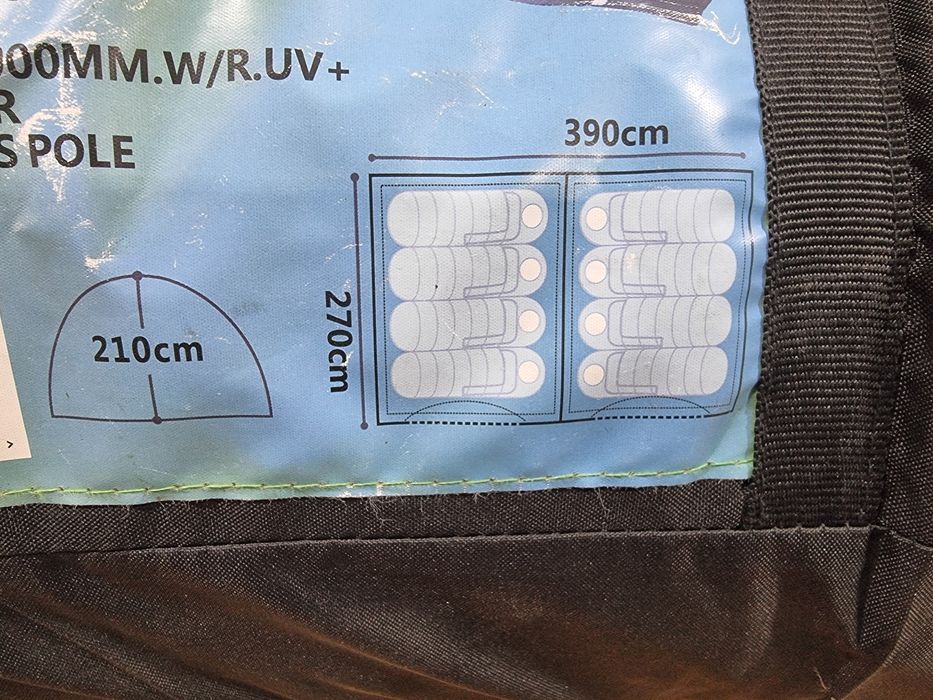 000MM.W/R.UV+
R
S POLE
390cm
270cm
210cm